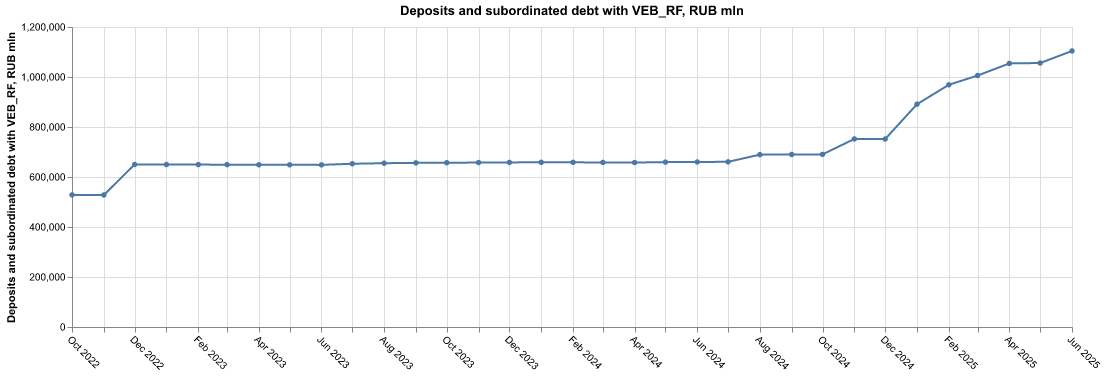 Deposits and subordinated debt with VEB_RF, RUB mln
Deposits and subordinated debt with VEB_RF, RUB mln
1,200,000
1,000,000
800,000
600,000
400,000
200,000
0
Oct 2022
Dec 2022
Feb 2023
Apr 2023
Jun 2023
Aug 2023
Oct 2023
Dec 2023
Feb 2024
Apr 2024
Jun 2024
Aug 2024
Oct 2024
Dec 2024
Feb 2025
Apr 2025
Jun 2025